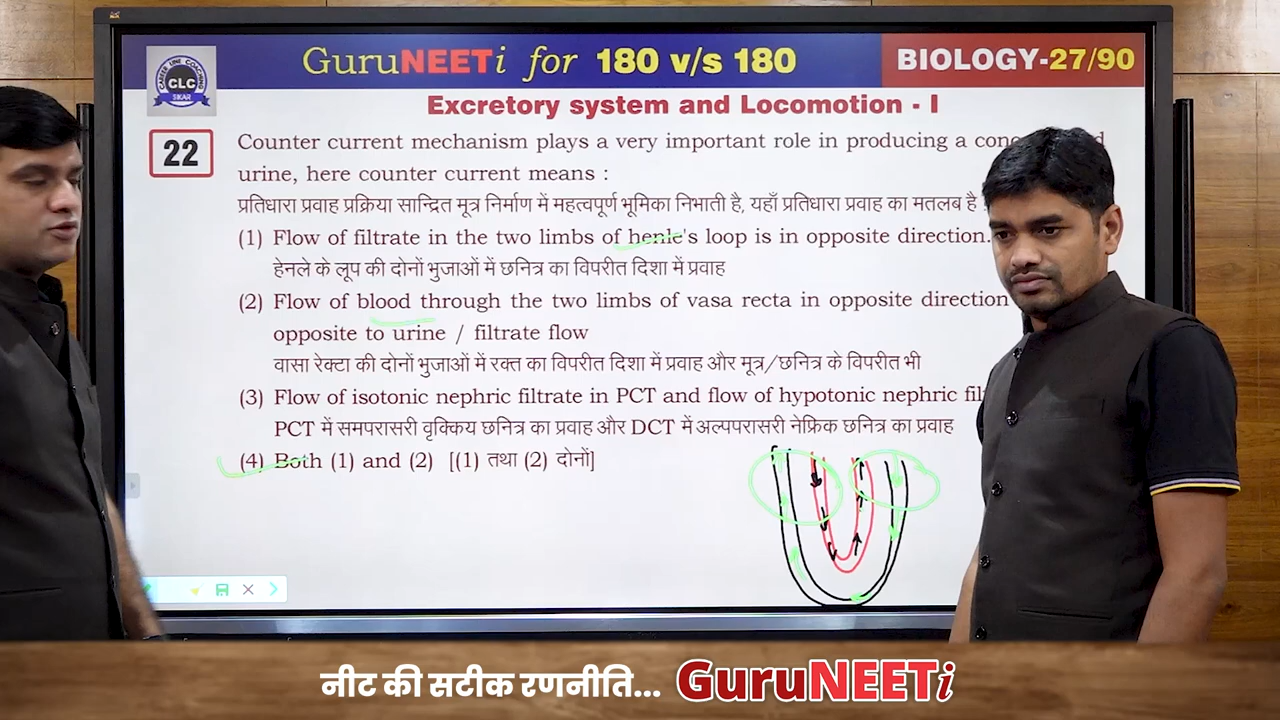 GuruNEETi for 180 v/s 180
BIOLOGY-27/90
CAREER LINE COACHING
CLC
SIKAR
Excretory system and Locomotion - I
22
Counter current mechanism plays a very important role in producing a
urine, here counter current means :
प्रतिधारा प्रवाह प्रक्रिया सान्द्रित मूत्र निर्माण में महत्वपूर्ण भूमिका निभाती है, यहाँ प्रतिधारा प्रवाह का मतलब है
(1) Flow of filtrate in the two limbs of henle's loop is in opposite direction.
हेनले के लूप की दोनों भुजाओं में छनित्र का विपरीत दिशा में प्रवाह
(2) Flow of blood through the two limbs of vasa recta in opposite direction
opposite to urine / filtrate flow
वासा रेक्टा की दोनों भुजाओं में रक्त का विपरीत दिशा में प्रवाह और मूत्र/छनित्र के विपरीत भी
(3) Flow of isotonic nephric filtrate in PCT and flow of hypotonic nephric
PCT में समपरासरी वृक्किय छनित्र का प्रवाह और DCT में अल्पपरासरी नेफ्रिक छनित्र का प्रवाह
(4) Both (1) and (2) [(1) तथा (2) दोनों]
नीट की सटीक रणनीति... GuruNEETi